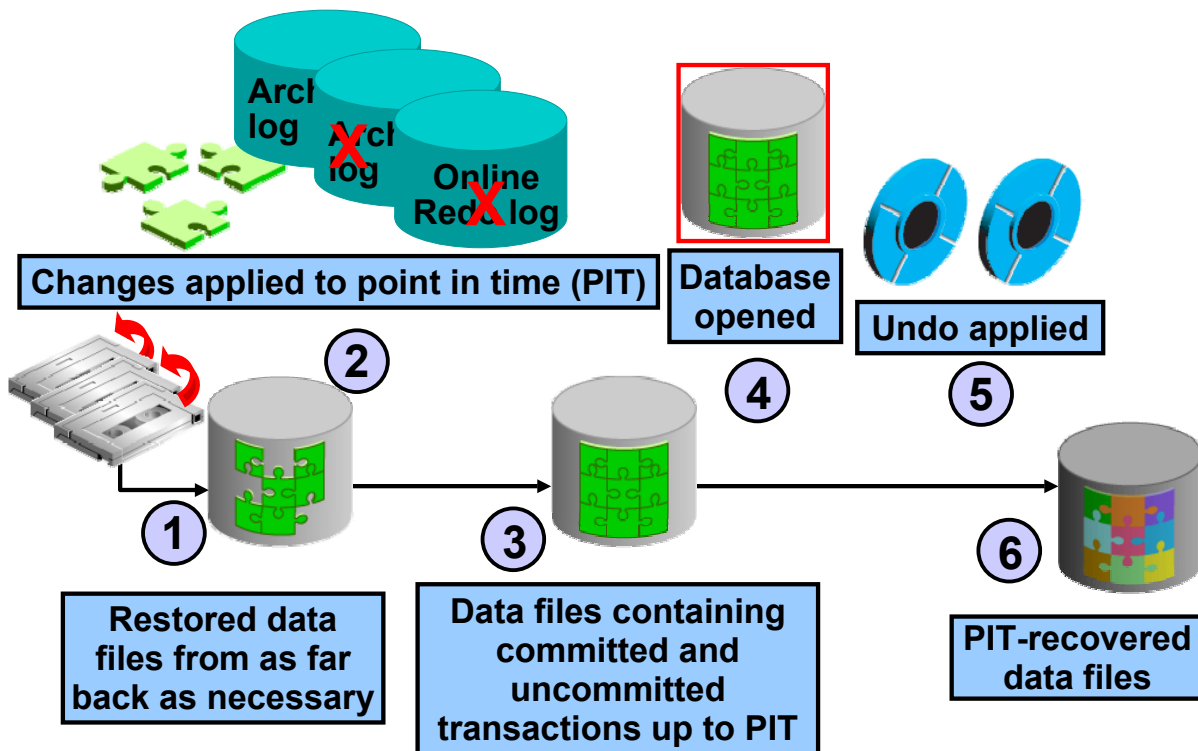 Arch
log
Arch
log
Online
Redo log
X
X
Changes applied to point in time (PIT)
Database
opened
Undo applied
2
4
5
1
3
6
Restored data
files from as far
back as necessary
Data files containing
committed and
uncommitted
transactions up to PIT
PIT-recovered
data files